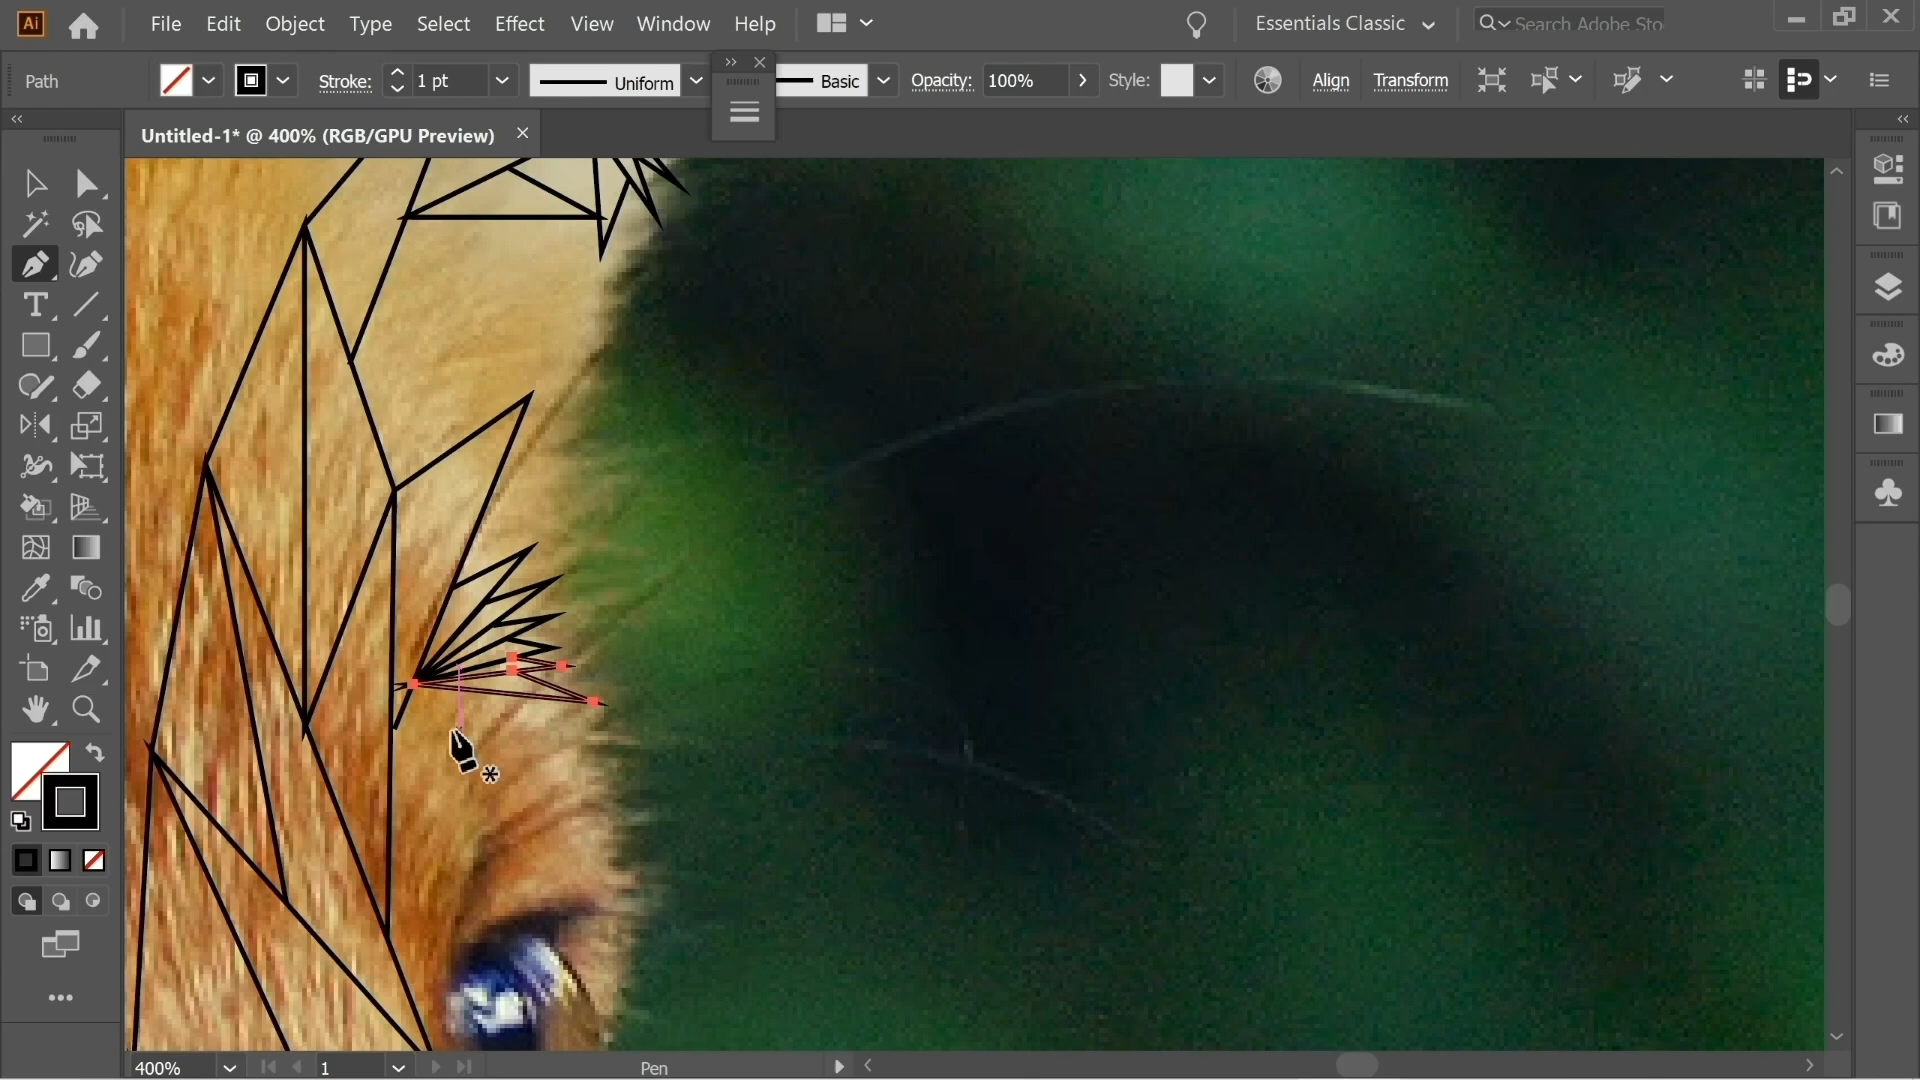 Ai File Edit Object Type Select Effect View Window Help Essentials Classic Search Adobe Sto
Path Stroke: 1 pt Uniform Basic Opacity: 100% Style: Align Transform
Untitled-1* @ 400% (RGB/GPU Preview)
400% 1 Pen